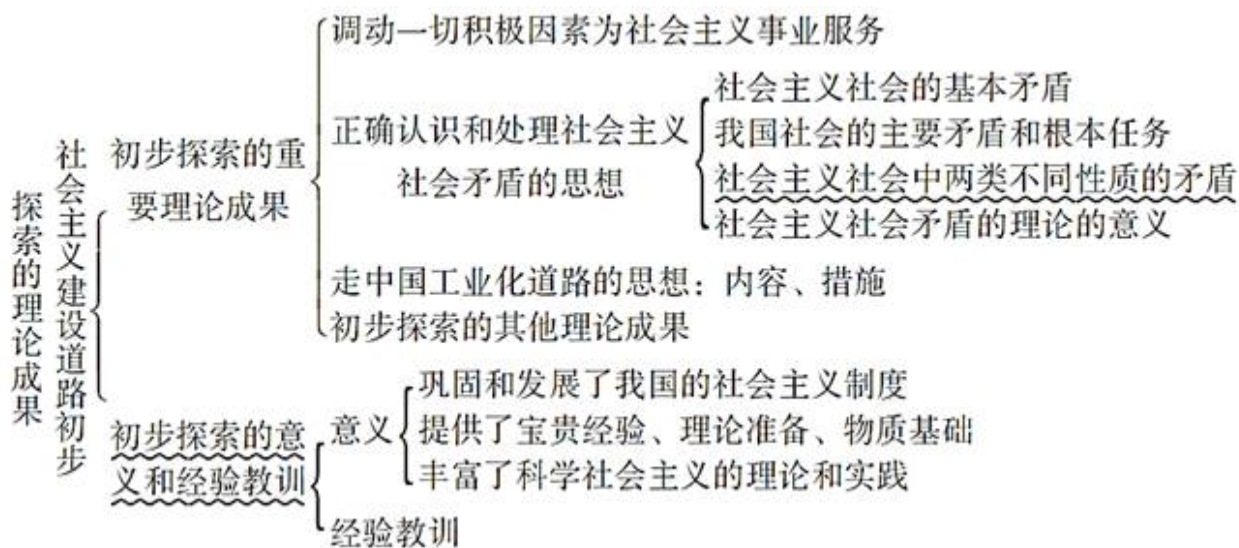 社会主义建设道路初步
探索的理论成果
初步探索的重
要理论成果
调动一切积极因素为社会主义事业服务
正确认识和处理社会主义
社会矛盾的思想
社会主义社会的基本矛盾
我国社会的主要矛盾和根本任务
社会主义社会中两类不同性质的矛盾
社会主义社会矛盾的理论的意义
走中国工业化道路的思想：内容、措施
初步探索的其他理论成果
初步探索的意
义和经验教训
意义
巩固和发展了我国的社会主义制度
提供了宝贵经验、理论准备、物质基础
丰富了科学社会主义的理论和实践
经验教训